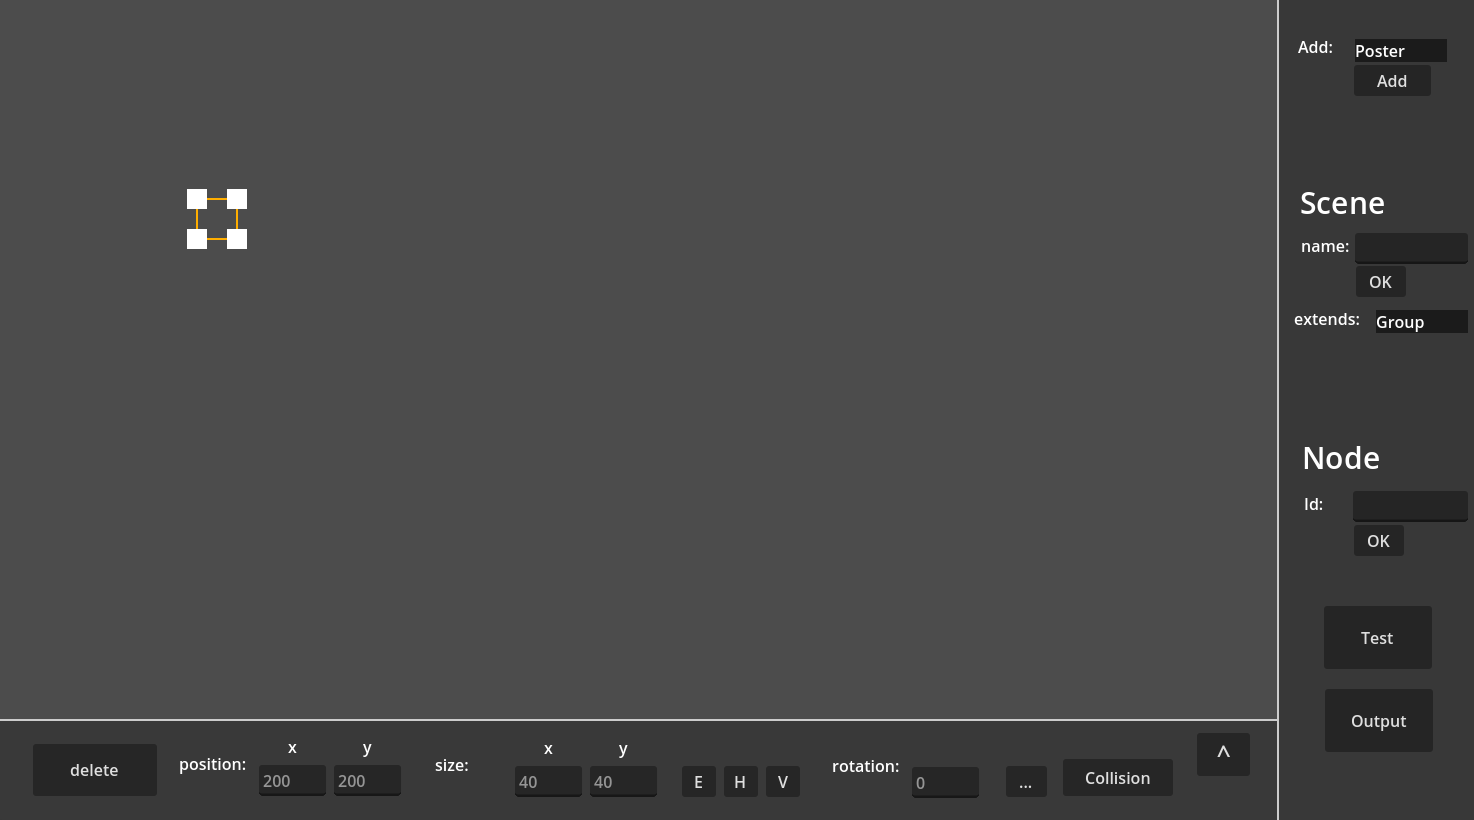 Add: Poster
Add
Scene
name:
OK
extends: Group
Node
Id:
OK
Test
Output
x y x y ^
delete position: 200 200 size: 40 40 E H V rotation: 0 ... Collision